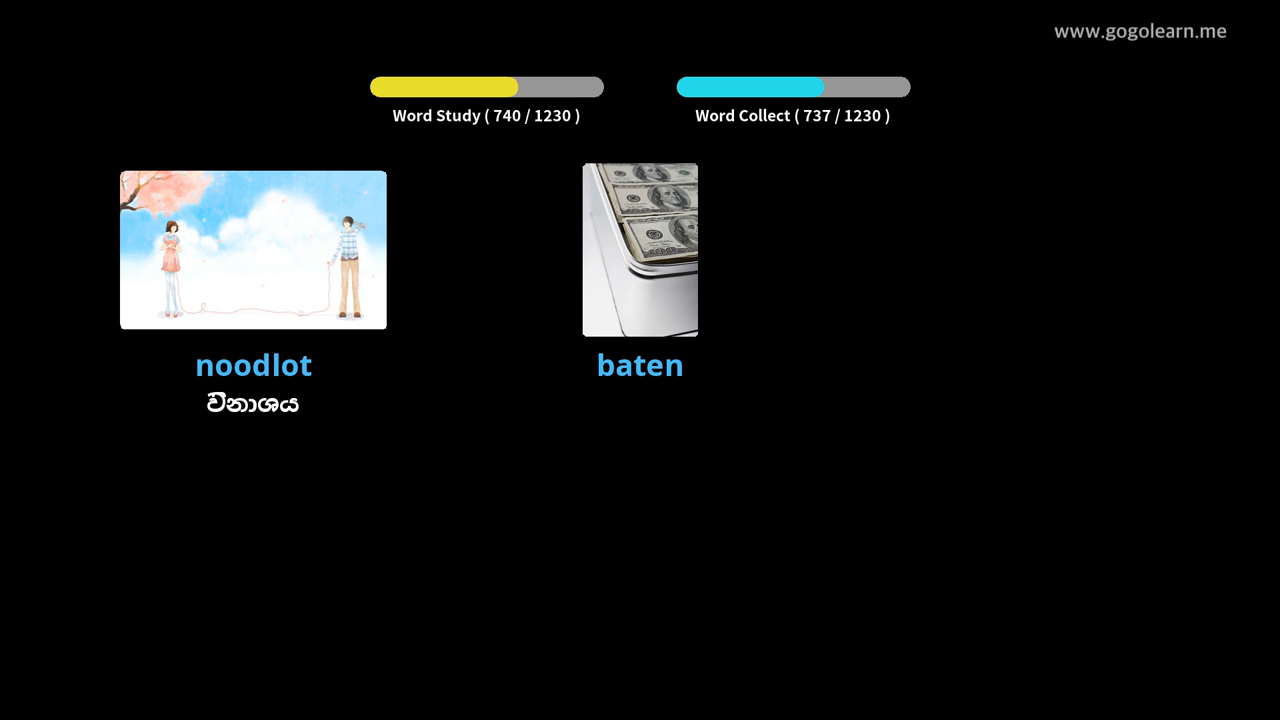 www.gogolearn.me
Word Study ( 740 / 1230 )
Word Collect ( 737 / 1230 )
noodlot
විනාශය
baten